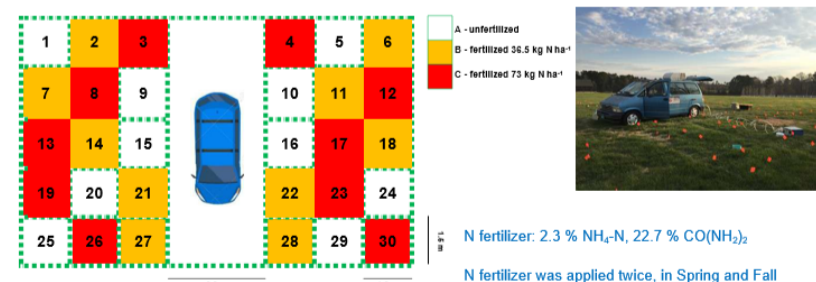 1 2 3 4 5 6
7 8 9 10 11 12
13 14 15 16 17 18
19 20 21 22 23 24
25 26 27 28 29 30
A - unfertilized
B - fertilized 36.5 kg N ha⁻¹
C - fertilized 73 kg N ha⁻¹
1.5 m
N fertilizer: 2.3 % NH₄-N, 22.7 % CO(NH₂)₂
N fertilizer was applied twice, in Spring and Fall